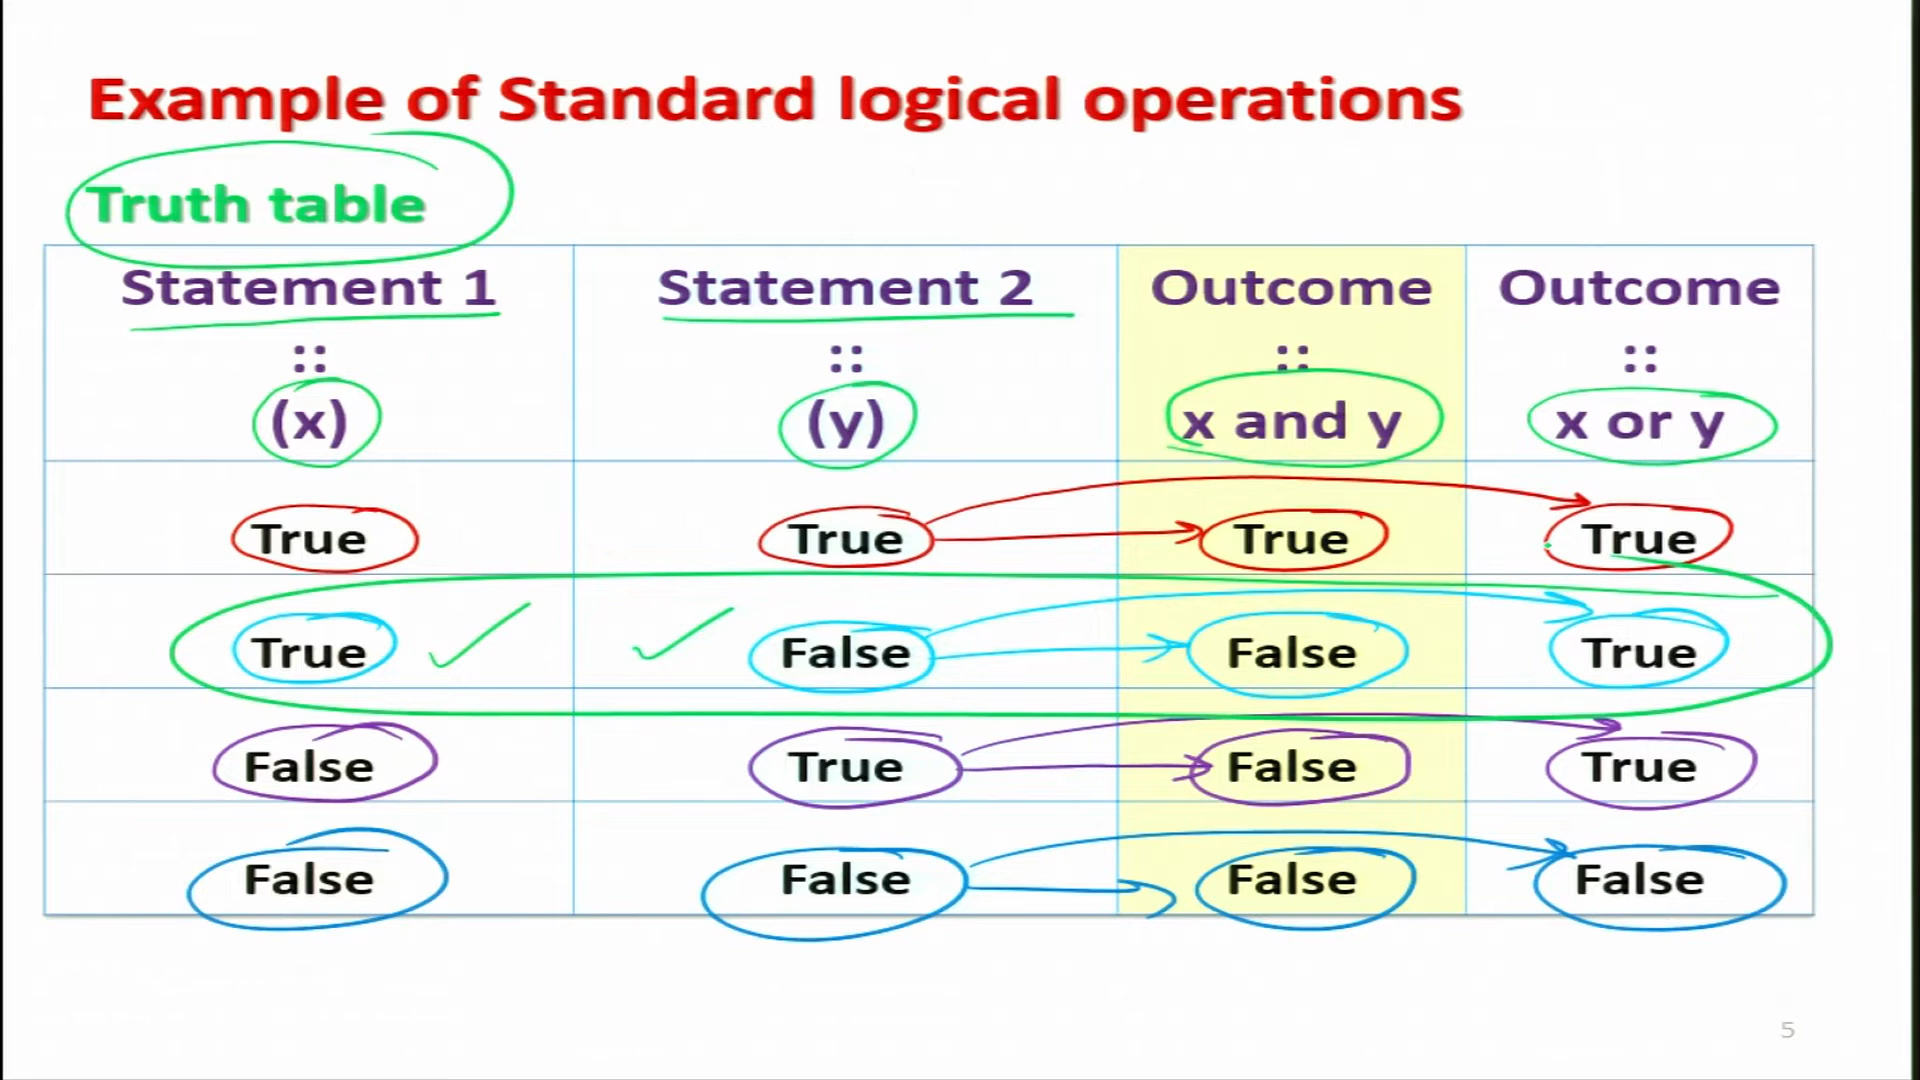 Example of Standard logical operations
Truth table
Statement 1 Statement 2 Outcome Outcome
:: :: :: ::
(x) (y) x and y x or y
True True True True
True False False True
False True False True
False False False False
5